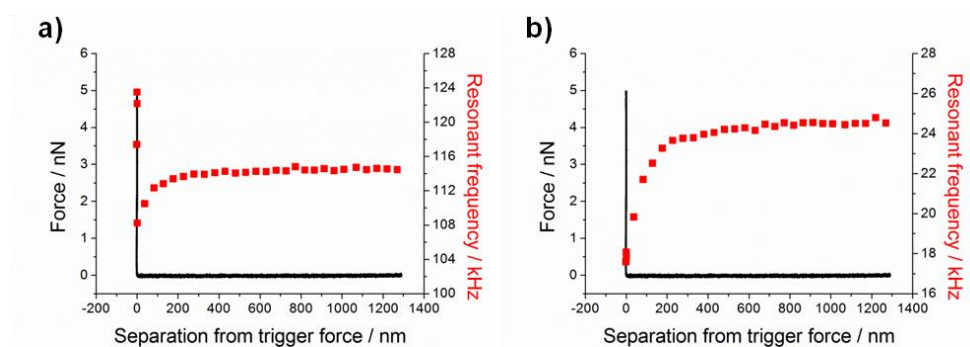 a)
Force / nN
6
5
4
3
2
1
0
-200 0 200 400 600 800 1000 1200 1400
Separation from trigger force / nm
128
124
120
116
112
108
104
100
Resonant frequency / kHz
b)
Force / nN
6
5
4
3
2
1
0
-200 0 200 400 600 800 1000 1200 1400
Separation from trigger force / nm
28
26
24
22
20
18
16
Resonant frequency / kHz